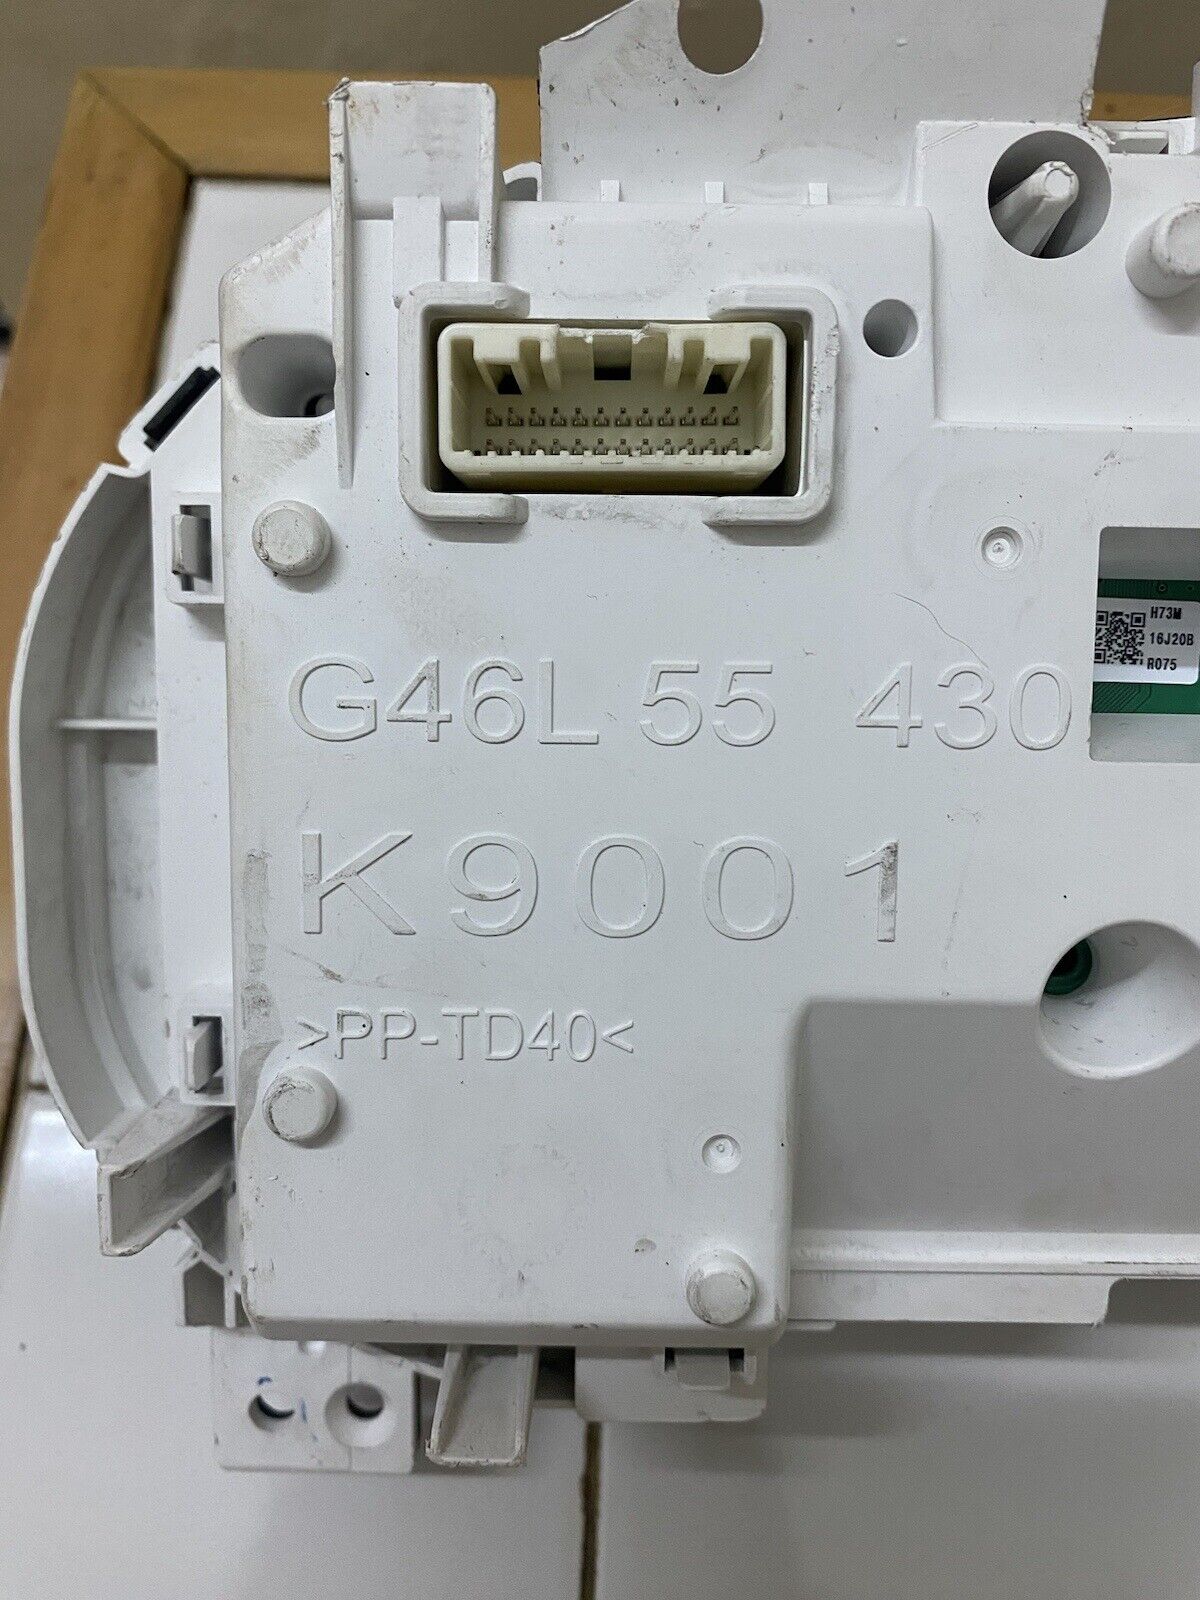 H73M
16J20B
R075
G46L 55 430
K9001
>PP-TD40<